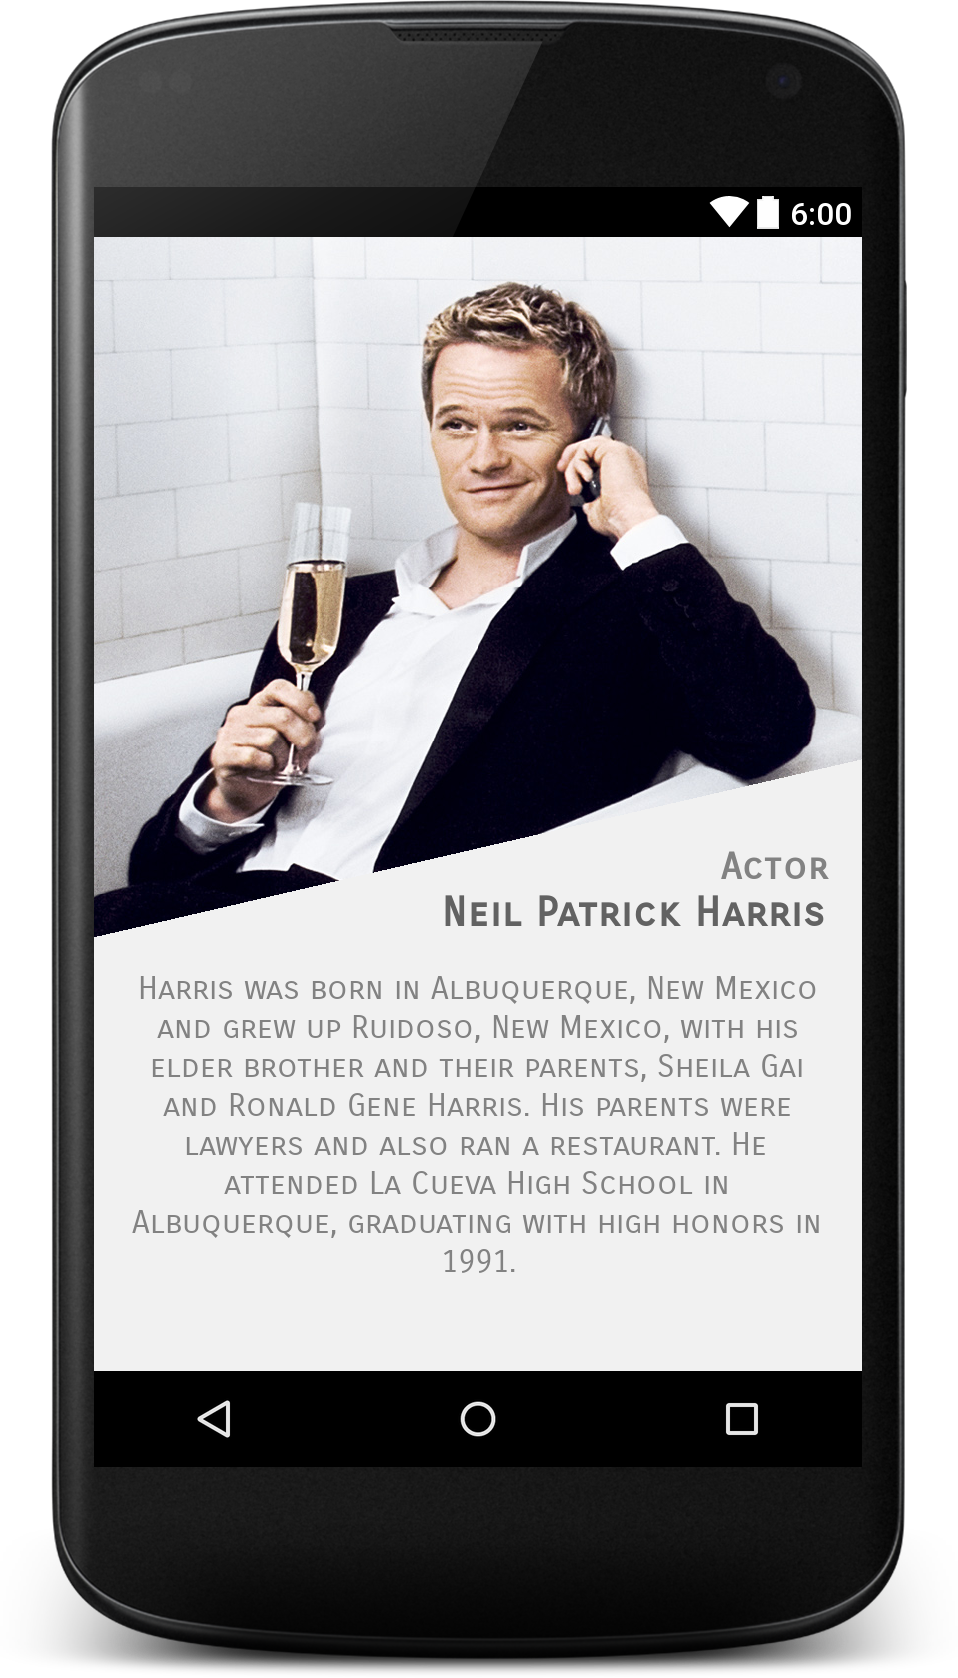 6:00
Actor
Neil Patrick Harris
Harris was born in Albuquerque, New Mexico
and grew up Ruidoso, New Mexico, with his
elder brother and their parents, Sheila Gai
and Ronald Gene Harris. His parents were
lawyers and also ran a restaurant. He
attended La Cueva High School in
Albuquerque, graduating with high honors in
1991.